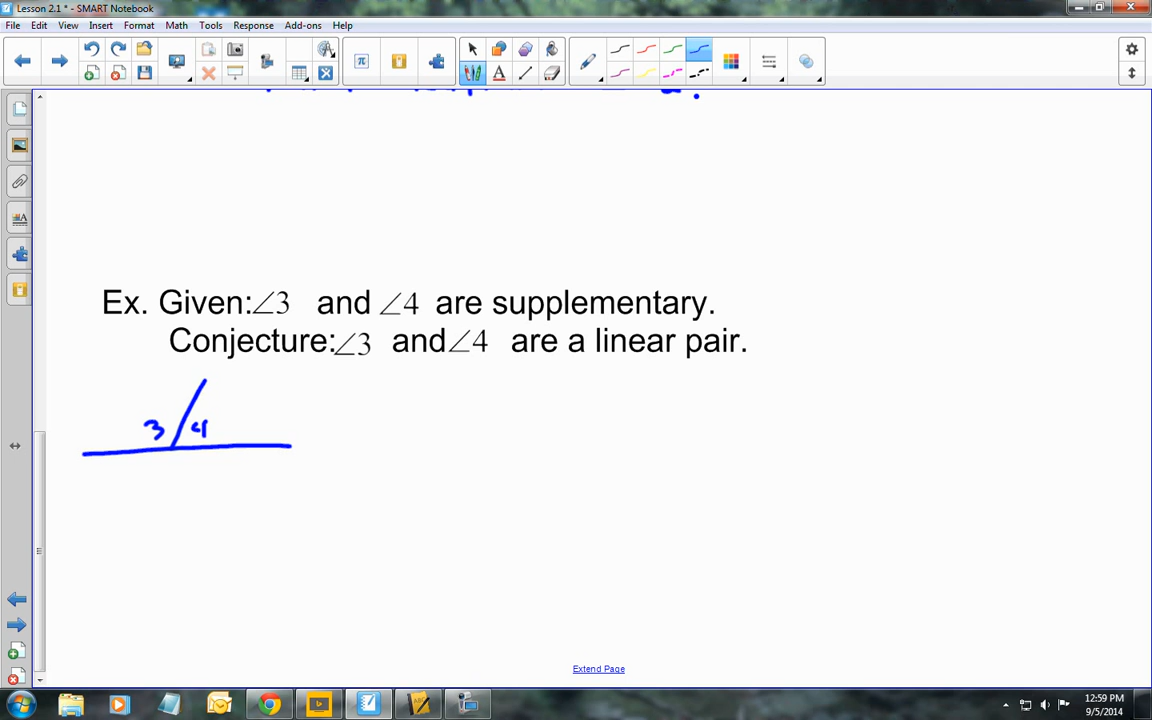 Lesson 2.1 * - SMART Notebook
File Edit View Insert Format Math Tools Response Add-ons Help
Ex. Given: ∠3 and ∠4 are supplementary.
Conjecture: ∠3 and ∠4 are a linear pair.
3 4
Extend Page
12:59 PM
9/5/2014